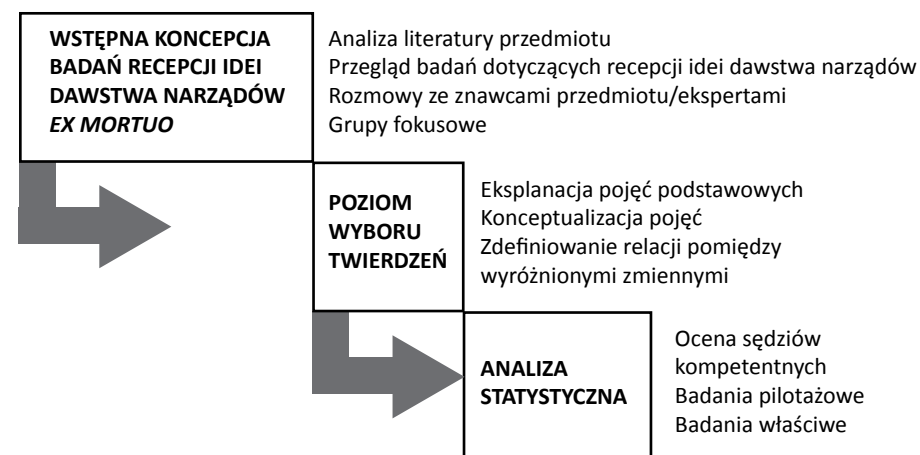 WSTĘPNA KONCEPCJA
BADAŃ RECEPCJI IDEI
DAWSTWA NARZĄDÓW
EX MORTUO
Analiza literatury przedmiotu
Przegląd badań dotyczących recepcji idei dawstwa narządów
Rozmowy ze znawcami przedmiotu/ekspertami
Grupy fokusowe
POZIOM
WYBORU
TWIERDZEŃ
Eksplanacja pojęć podstawowych
Konceptualizacja pojęć
Zdefiniowanie relacji pomiędzy
wyróżnionymi zmiennymi
ANALIZA
STATYSTYCZNA
Ocena sędziów
kompetentnych
Badania pilotażowe
Badania właściwe